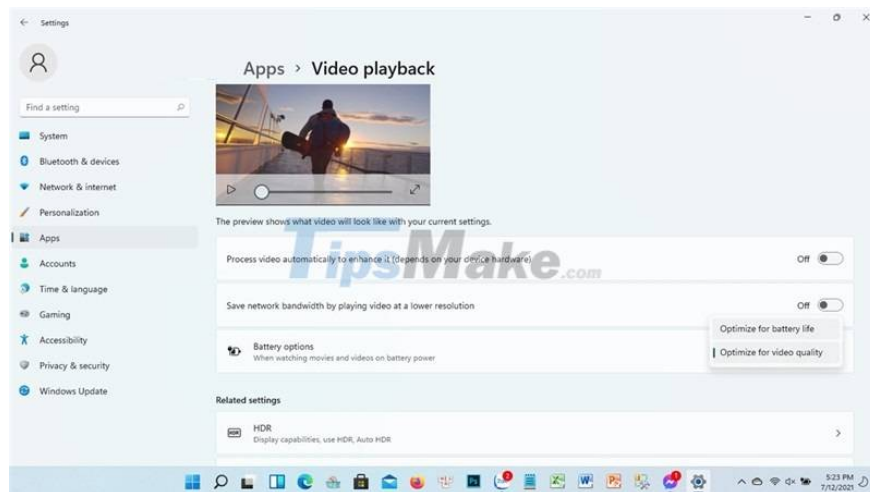 Settings
Apps > Video playback
Find a setting
System
Bluetooth & devices
Network & internet
Personalization
Apps
Accounts
Time & language
Gaming
Accessibility
Privacy & security
Windows Update
The preview shows what video will look like with your current settings.
Process video automatically to enhance it (depends on your device hardware)
Off
TipsMake.com
Save network bandwidth by playing video at a lower resolution
Off
Battery options
When watching movies and videos on battery power
Optimize for battery life
Optimize for video quality
Related settings
HDR
HDR
Display capabilities, use HDR, Auto HDR
5:23 PM
7/12/2021